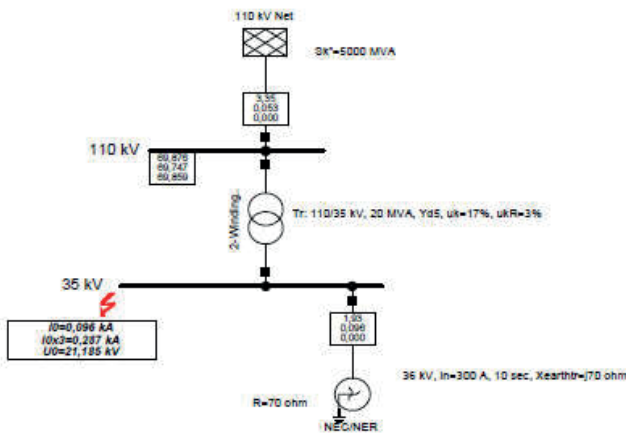 110 kV Net
Sk"=5000 MVA
3,35
0,053
0,000
110 kV
69,876
69,747
69,859
2-Winding..
Tr: 110/35 kV, 20 MVA, Yd5, uk=17%, ukR=3%
35 kV
I0=0,096 kA
I0x3=0,287 kA
U0=21,185 kV
1,93
0,096
0,000
36 kV, In=300 A, 10 sec, Xearthtr=j70 ohm
R=70 ohm
NEC/NER